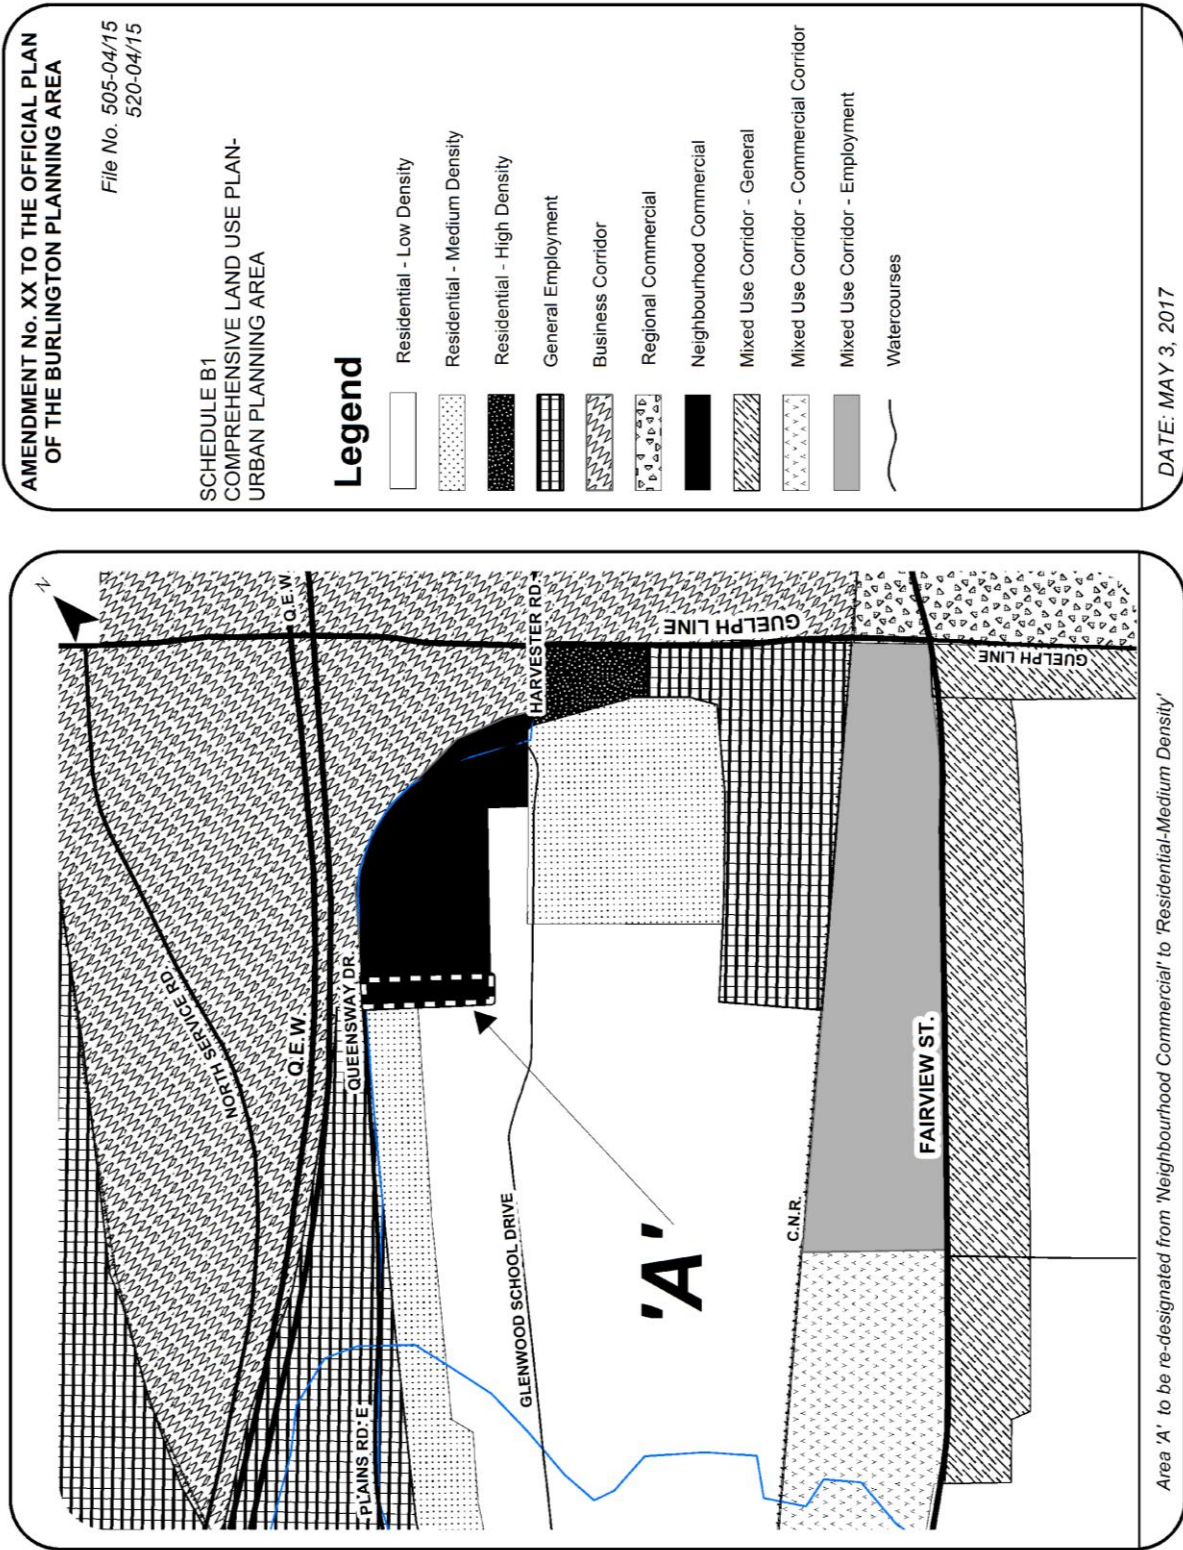 AMENDMENT No. XX TO THE OFFICIAL PLAN
OF THE BURLINGTON PLANNING AREA
File No. 505-04/15
520-04/15
SCHEDULE B1
COMPREHENSIVE LAND USE PLAN-
URBAN PLANNING AREA
Legend
Residential - Low Density
Residential - Medium Density
Residential - High Density
General Employment
Business Corridor
Regional Commercial
Neighbourhood Commercial
Mixed Use Corridor - General
Mixed Use Corridor - Commercial Corridor
Mixed Use Corridor - Employment
Watercourses
DATE: MAY 3, 2017
N
NORTH SERVICE RD.
Q.E.W.
Q.E.W.
QUEENSWAY DR.
PLAINS RD. E
HARVESTER RD.
GUELPH LINE
GUELPH LINE
GUELPH LINE
GLENWOOD SCHOOL DRIVE
'A'
C.N.R.
FAIRVIEW ST.
Area 'A' to be re-designated from 'Neighbourhood Commercial' to 'Residential-Medium Density'